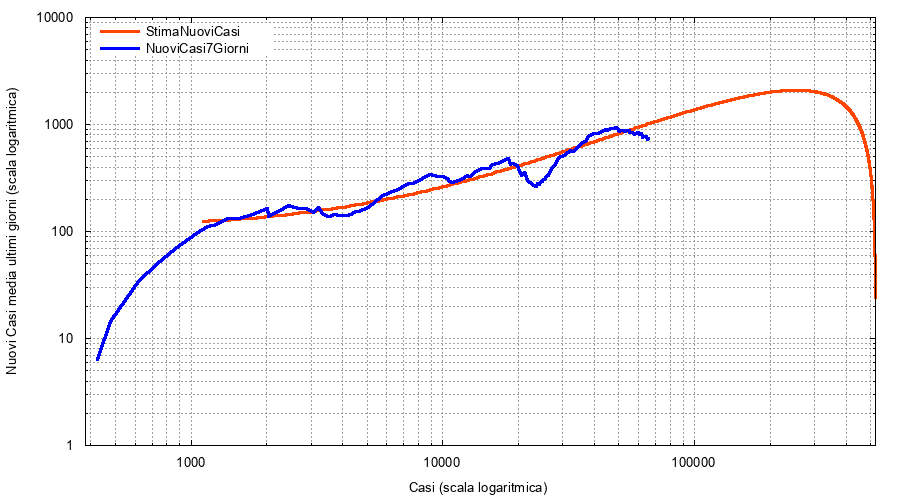 10000
StimaNuoviCasi
NuoviCasi7Giorni
1000
100
10
1
Nuovi Casi media ultimi giorni (scala logaritmica)
1000 10000 100000
Casi (scala logaritmica)